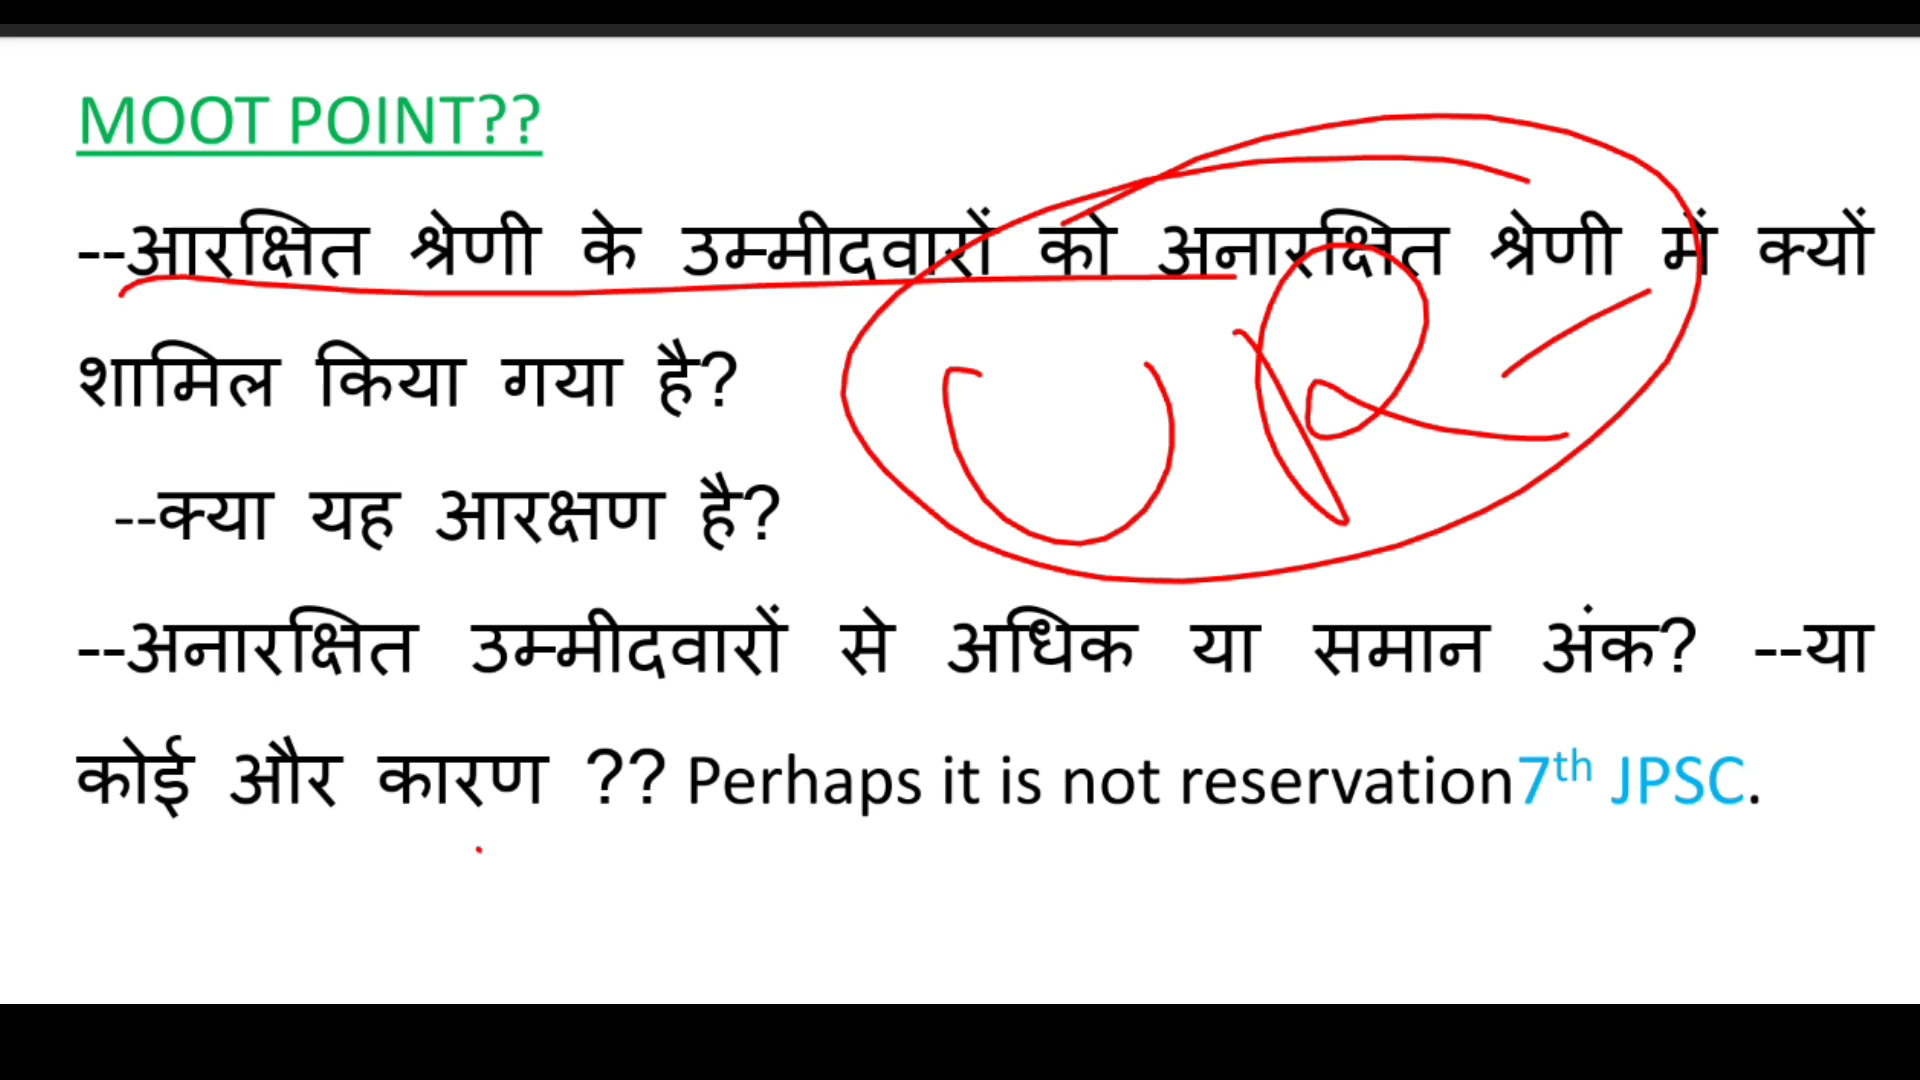 MOOT POINT??
--आरक्षित श्रेणी के उम्मीदवारों को अनारक्षित श्रेणी में क्यों
शामिल किया गया है?
UR
--क्या यह आरक्षण है?
--अनारक्षित उम्मीदवारों से अधिक या समान अंक? --या
कोई और कारण ?? Perhaps it is not reservation7th JPSC.